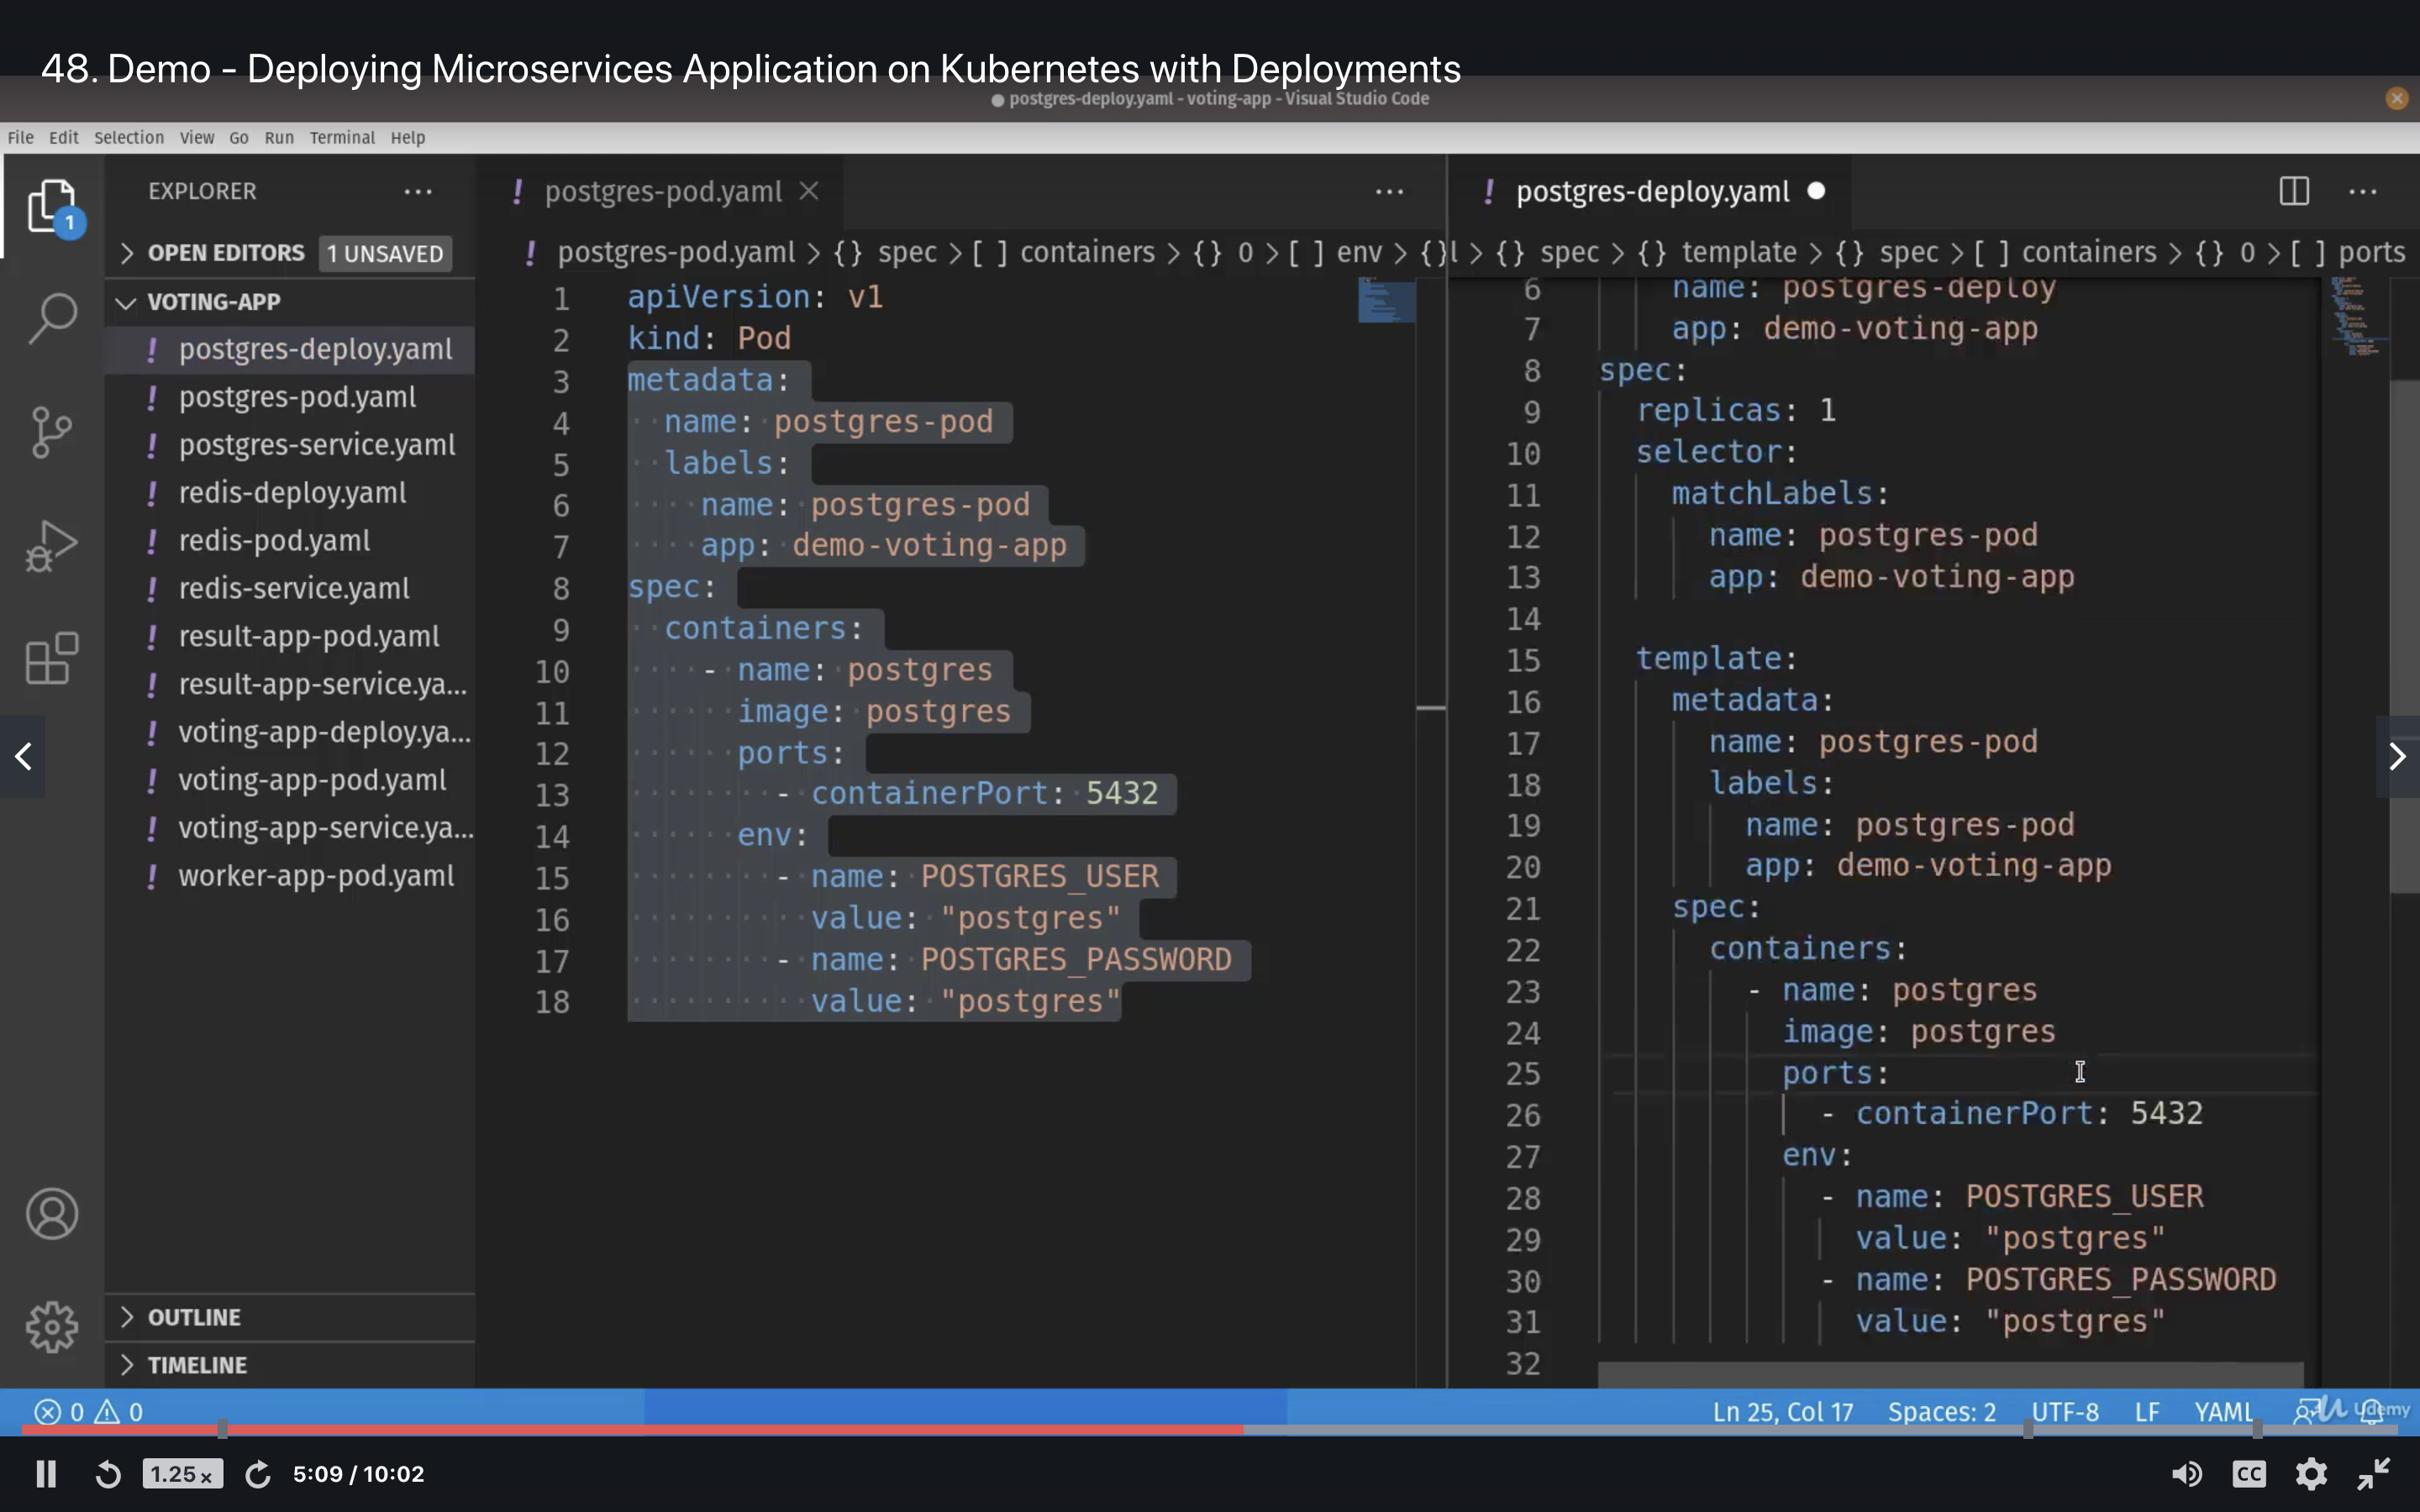 48. Demo - Deploying Microservices Application on Kubernetes with Deployments
postgres-deploy.yaml - voting-app - Visual Studio Code
File Edit Selection View Go Run Terminal Help
1
EXPLORER
OPEN EDITORS 1 UNSAVED
VOTING-APP
! postgres-deploy.yaml
! postgres-pod.yaml
! postgres-service.yaml
! redis-deploy.yaml
! redis-pod.yaml
! redis-service.yaml
! result-app-pod.yaml
! result-app-service.ya...
! voting-app-deploy.ya...
! voting-app-pod.yaml
! voting-app-service.ya...
! worker-app-pod.yaml
OUTLINE
TIMELINE
! postgres-pod.yaml
! postgres-pod.yaml > {} spec > [ ] containers > {} 0 > [ ] env > {}
1 apiVersion: v1
2 kind: Pod
3 metadata:
4   name: postgres-pod
5   labels:
6     name: postgres-pod
7     app: demo-voting-app
8 spec:
9   containers:
10     - name: postgres
11       image: postgres
12       ports:
13         - containerPort: 5432
14       env:
15         - name: POSTGRES_USER
16           value: "postgres"
17         - name: POSTGRES_PASSWORD
18           value: "postgres"
! postgres-deploy.yaml
l > {} spec > {} template > {} spec > [ ] containers > {} 0 > [ ] ports
6     name: postgres-deploy
7     app: demo-voting-app
8 spec:
9   replicas: 1
10   selector:
11     matchLabels:
12       name: postgres-pod
13       app: demo-voting-app
14
15   template:
16     metadata:
17       name: postgres-pod
18       labels:
19         name: postgres-pod
20         app: demo-voting-app
21     spec:
22       containers:
23         - name: postgres
24           image: postgres
25           ports:
26             - containerPort: 5432
27           env:
28             - name: POSTGRES_USER
29               value: "postgres"
30             - name: POSTGRES_PASSWORD
31               value: "postgres"
32
0 0 Ln 25, Col 17 Spaces: 2 UTF-8 LF YAML Udemy
1.25 x 5:09 / 10:02 CC